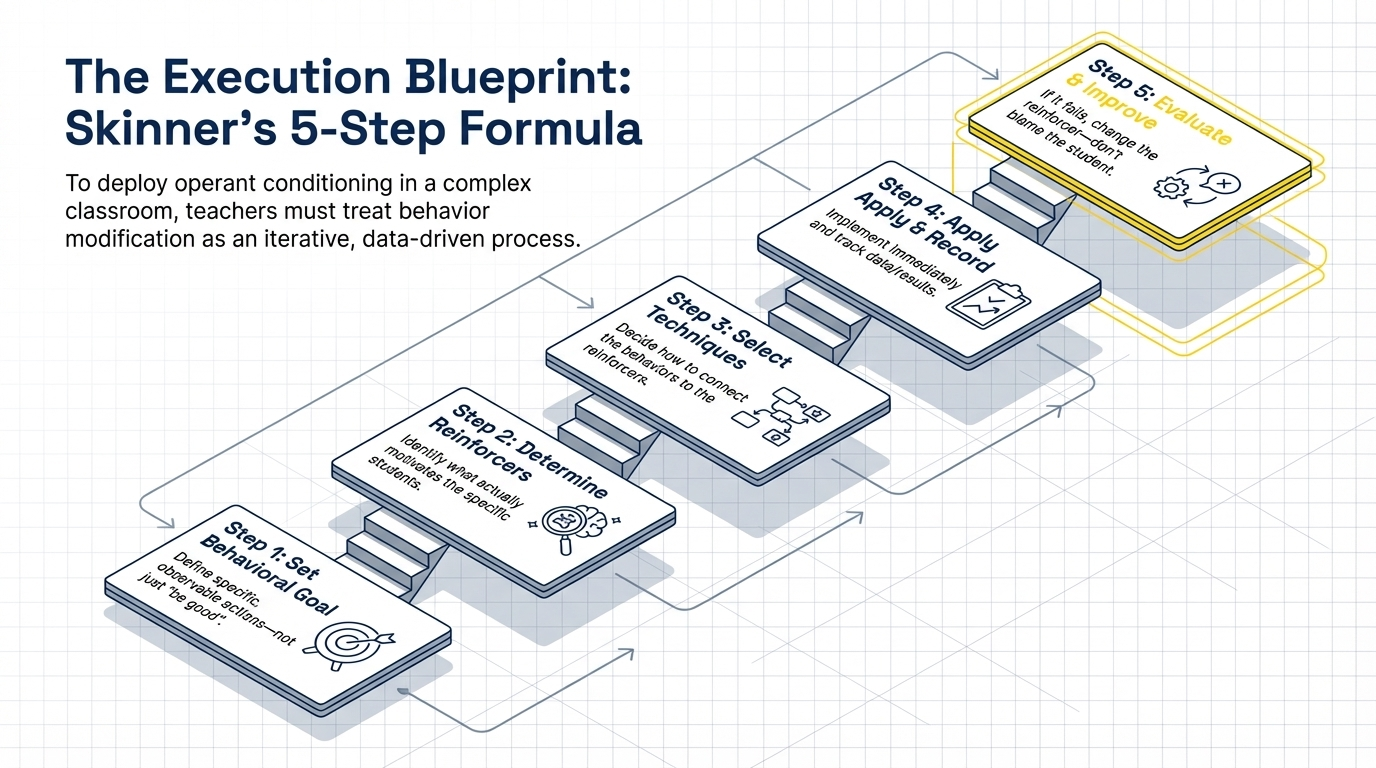 The Execution Blueprint:
Skinner's 5-Step Formula
To deploy operant conditioning in a complex
classroom, teachers must treat behavior
modification as an iterative, data-driven process.
Step 1: Set
Behavioral Goal
Define specific,
observable actions—not
just "be good".
Step 2: Determine
Reinforcers
Identify what actually
motivates the specific
students.
Step 3: Select
Techniques
Decide how to connect
the behaviors to the
reinforcers.
Step 4: Apply
Apply & Record
Implement immediately
and track data/results.
Step 5: Evaluate
& Improve
If it fails, change the
reinforcer—don't
blame the student.